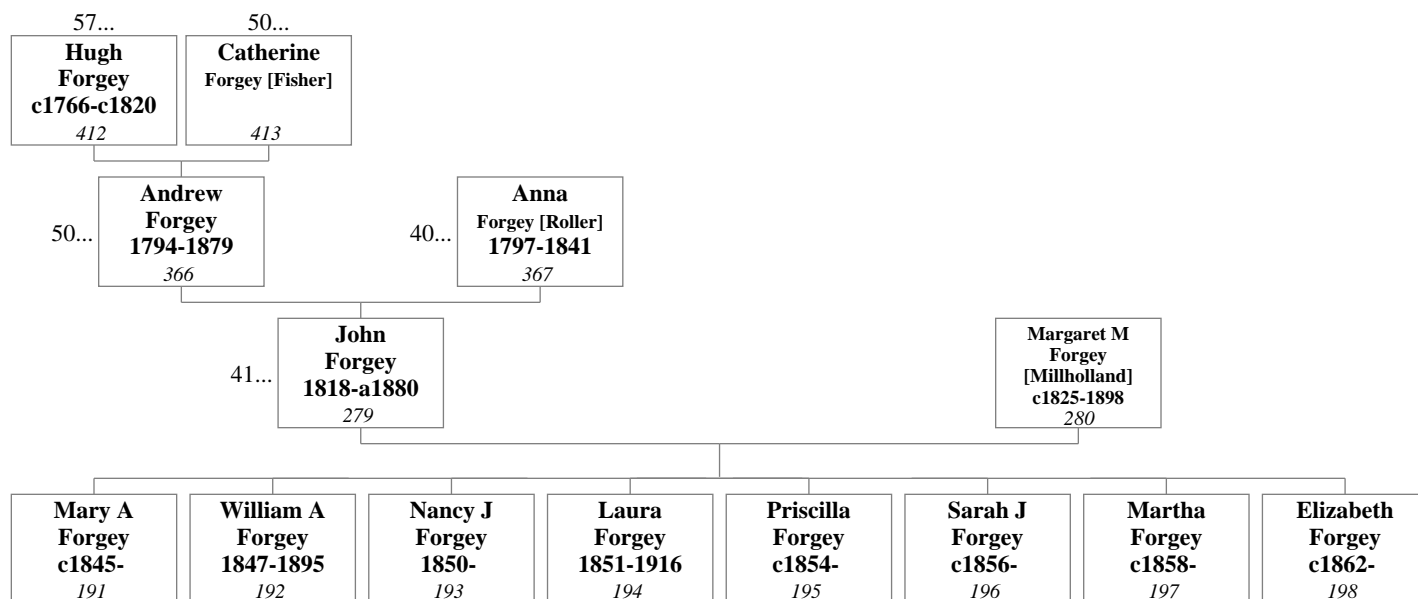 57...
Hugh
Forgey
c1766-c1820
412
50...
Catherine
Forgey [Fisher]
413
50...
Andrew
Forgey
1794-1879
366
40...
Anna
Forgey [Roller]
1797-1841
367
41...
John
Forgey
1818-a1880
279
Margaret M
Forgey
[Millholland]
c1825-1898
280
Mary A
Forgey
c1845-
191
William A
Forgey
1847-1895
192
Nancy J
Forgey
1850-
193
Laura
Forgey
1851-1916
194
Priscilla
Forgey
c1854-
195
Sarah J
Forgey
c1856-
196
Martha
Forgey
c1858-
197
Elizabeth
Forgey
c1862-
198